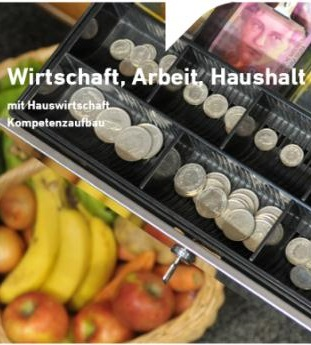 Wirtschaft, Arbeit, Haushalt
mit Hauswirtschaft
Kompetenzaufbau